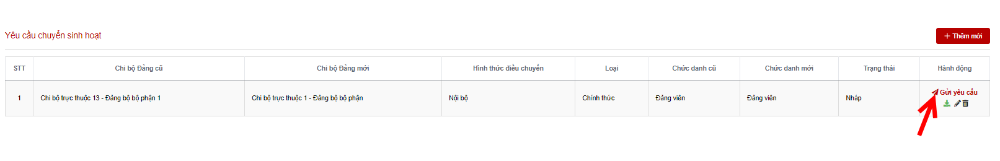 Yêu cầu chuyển sinh hoạt
Thêm mới
STT Chi bộ Đảng cũ Chi bộ Đảng mới Hình thức điều chuyển Loại Chức danh cũ Chức danh mới Trạng thái Hành động
1 Chi bộ trực thuộc 13 - Đảng bộ bộ phận 1 Chi bộ trực thuộc 1 - Đảng bộ bộ phận Nội bộ Chính thức Đảng viên Đảng viên Nháp Gửi yêu cầu